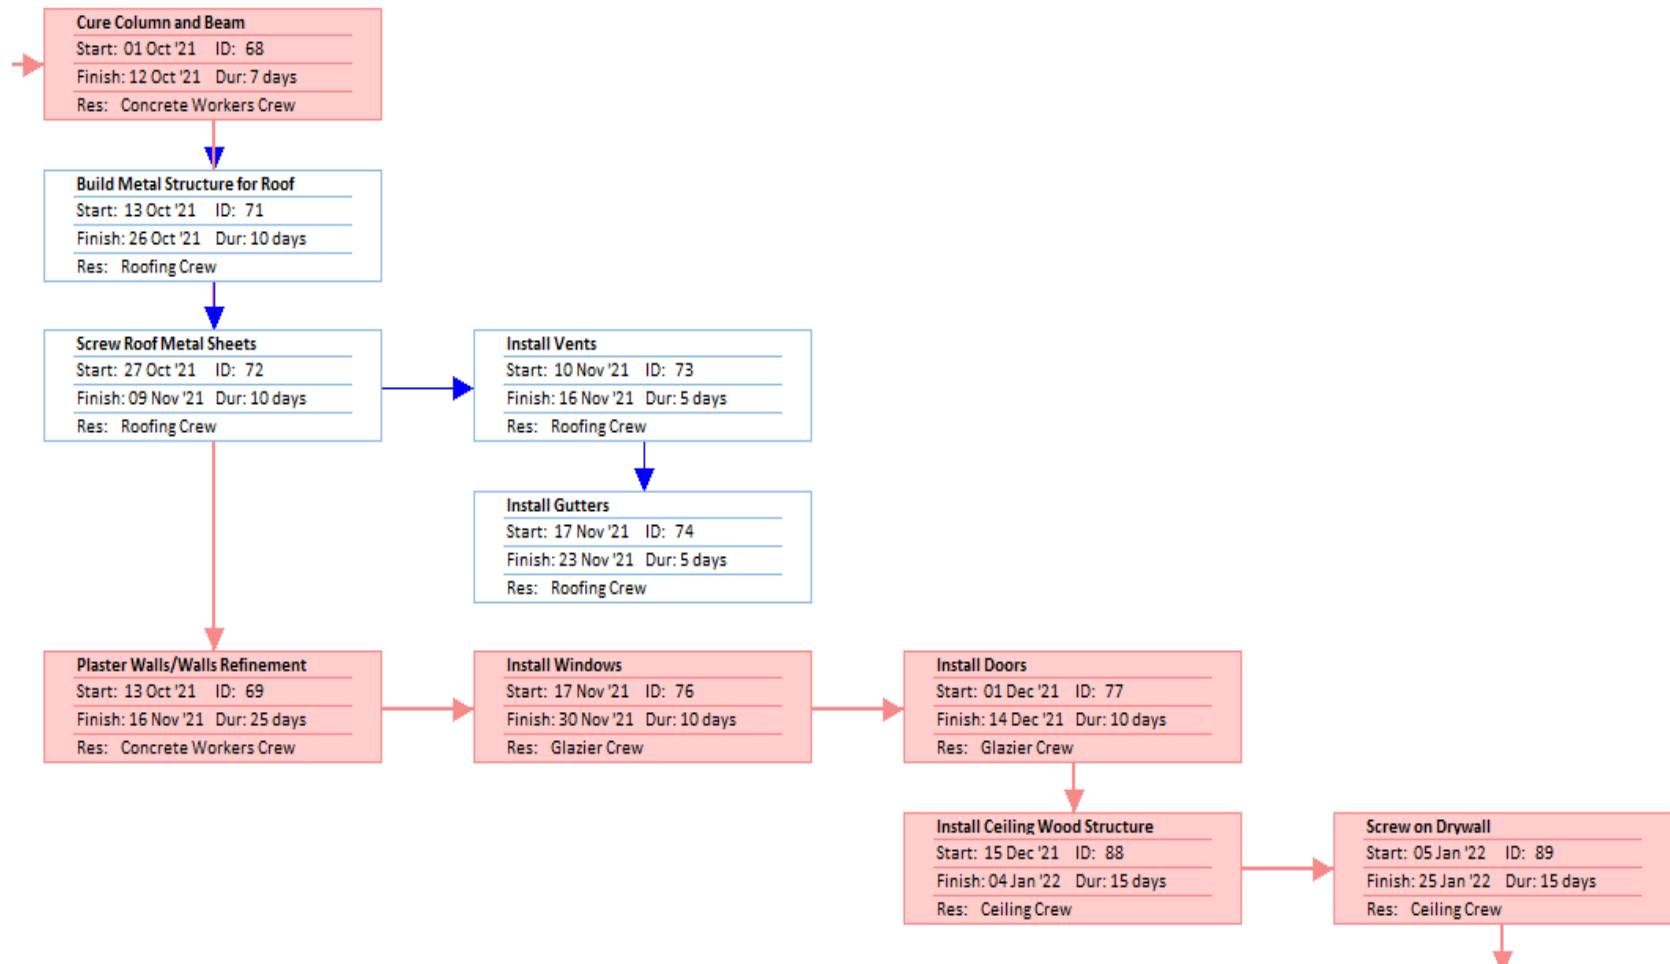 Cure Column and Beam
Start: 01 Oct '21 ID: 68
Finish: 12 Oct '21 Dur: 7 days
Res: Concrete Workers Crew
Build Metal Structure for Roof
Start: 13 Oct '21 ID: 71
Finish: 26 Oct '21 Dur: 10 days
Res: Roofing Crew
Screw Roof Metal Sheets
Start: 27 Oct '21 ID: 72
Finish: 09 Nov '21 Dur: 10 days
Res: Roofing Crew
Install Vents
Start: 10 Nov '21 ID: 73
Finish: 16 Nov '21 Dur: 5 days
Res: Roofing Crew
Install Gutters
Start: 17 Nov '21 ID: 74
Finish: 23 Nov '21 Dur: 5 days
Res: Roofing Crew
Plaster Walls/Walls Refinement
Start: 13 Oct '21 ID: 69
Finish: 16 Nov '21 Dur: 25 days
Res: Concrete Workers Crew
Install Windows
Start: 17 Nov '21 ID: 76
Finish: 30 Nov '21 Dur: 10 days
Res: Glazier Crew
Install Doors
Start: 01 Dec '21 ID: 77
Finish: 14 Dec '21 Dur: 10 days
Res: Glazier Crew
Install Ceiling Wood Structure
Start: 15 Dec '21 ID: 88
Finish: 04 Jan '22 Dur: 15 days
Res: Ceiling Crew
Screw on Drywall
Start: 05 Jan '22 ID: 89
Finish: 25 Jan '22 Dur: 15 days
Res: Ceiling Crew